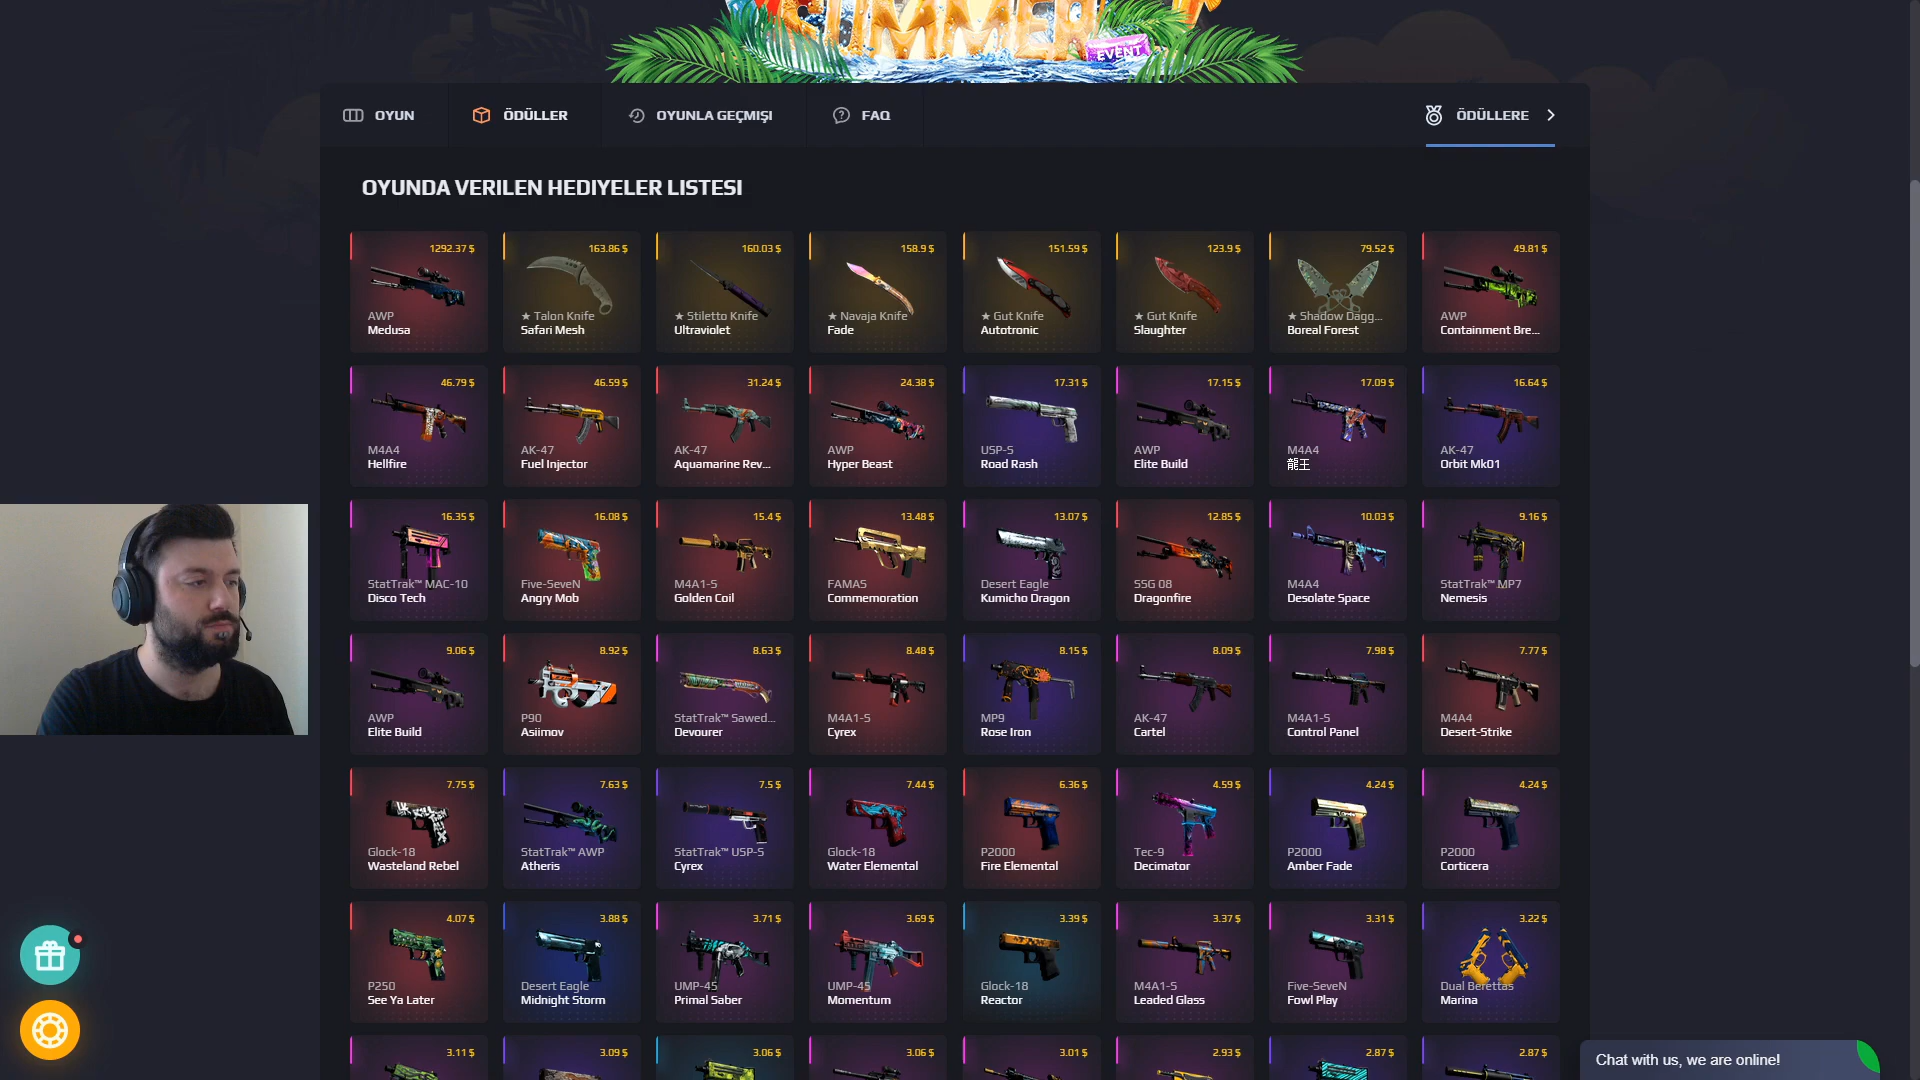 SUMMER
EVENT
OYUN
ÖDÜLLER
OYUNLA GEÇMIŞI
FAQ
ÖDÜLLERE
OYUNDA VERILEN HEDIYELER LISTESI
1292.37 $
AWP
Medusa
163.86 $
★ Talon Knife
Safari Mesh
160.03 $
★ Stiletto Knife
Ultraviolet
158.9 $
★ Navaja Knife
Fade
151.59 $
★ Gut Knife
Autotronic
123.9 $
★ Gut Knife
Slaughter
79.52 $
★ Shadow Dagg...
Boreal Forest
49.81 $
AWP
Containment Bre...
46.79 $
M4A4
Hellfire
46.59 $
AK-47
Fuel Injector
31.24 $
AK-47
Aquamarine Rev...
24.38 $
AWP
Hyper Beast
17.31 $
USP-S
Road Rash
17.15 $
AWP
Elite Build
17.09 $
M4A4
龍王
16.64 $
AK-47
Orbit Mk01
16.35 $
StatTrak™ MAC-10
Disco Tech
16.08 $
Five-SeveN
Angry Mob
15.4 $
M4A1-S
Golden Coil
13.48 $
FAMAS
Commemoration
13.07 $
Desert Eagle
Kumicho Dragon
12.85 $
SSG 08
Dragonfire
10.03 $
M4A4
Desolate Space
9.16 $
StatTrak™ MP7
Nemesis
9.06 $
AWP
Elite Build
8.92 $
P90
Asiimov
8.63 $
StatTrak™ Sawed...
Devourer
8.48 $
M4A1-S
Cyrex
8.15 $
MP9
Rose Iron
8.09 $
AK-47
Cartel
7.98 $
M4A1-S
Control Panel
7.77 $
M4A4
Desert-Strike
7.75 $
Glock-18
Wasteland Rebel
7.63 $
StatTrak™ AWP
Atheris
7.5 $
StatTrak™ USP-S
Cyrex
7.44 $
Glock-18
Water Elemental
6.36 $
P2000
Fire Elemental
4.59 $
Tec-9
Decimator
4.24 $
P2000
Amber Fade
4.24 $
P2000
Corticera
4.07 $
P250
See Ya Later
3.88 $
Desert Eagle
Midnight Storm
3.71 $
UMP-45
Primal Saber
3.69 $
UMP-45
Momentum
3.39 $
Glock-18
Reactor
3.37 $
M4A1-S
Leaded Glass
3.31 $
Five-SeveN
Fowl Play
3.22 $
Dual Berettas
Marina
3.11 $
3.09 $
3.06 $
3.06 $
3.01 $
2.93 $
2.87 $
2.87 $
Chat with us, we are online!